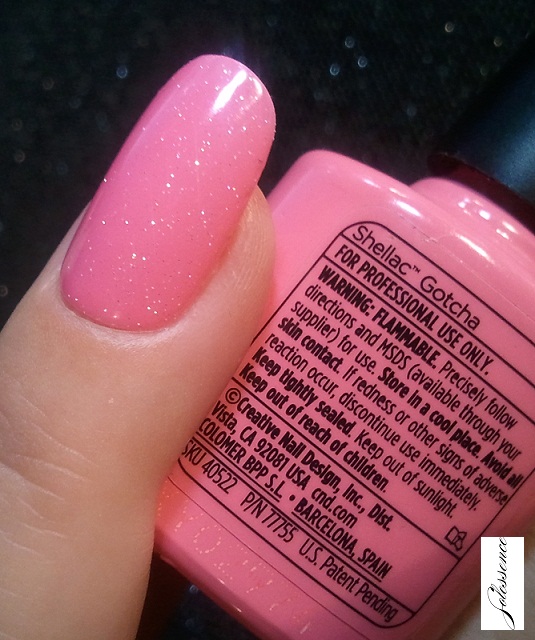 Shellac™ Gotcha
FOR PROFESSIONAL USE ONLY.
WARNING: FLAMMABLE. Precisely follow
directions and MSDS (available through your
supplier) for use. Store in a cool place. Avoid all
skin contact. If redness or other signs of adverse
reaction occur, discontinue use immediately.
Keep tightly sealed. Keep out of sunlight.
Keep out of reach of children.
© Creative Nail Design, Inc., Dist.
Vista, CA 92081 USA cnd.com
COLOMER BPP S.L. • BARCELONA, SPAIN
SKU 40522 P/N 77755 U.S. Patent Pending